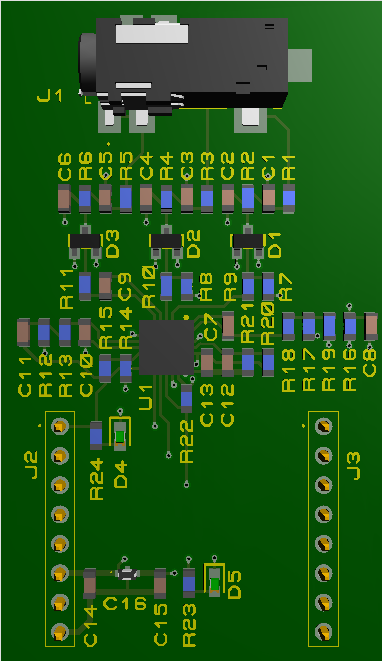 J1
C6 R6 C5 R5 C4 R4 C3 R3 C2 R2 C1 R1
D3 D2 D1
R11 C9 R10 R8 R9 R7
R15 R14 C7 R21 R20
C11 R12 R13 C10 R18 R17 R19 R16 C8
U1 C13 C12
R22
J2 R24 D4 J3
C14 C16 C15 R23 D5